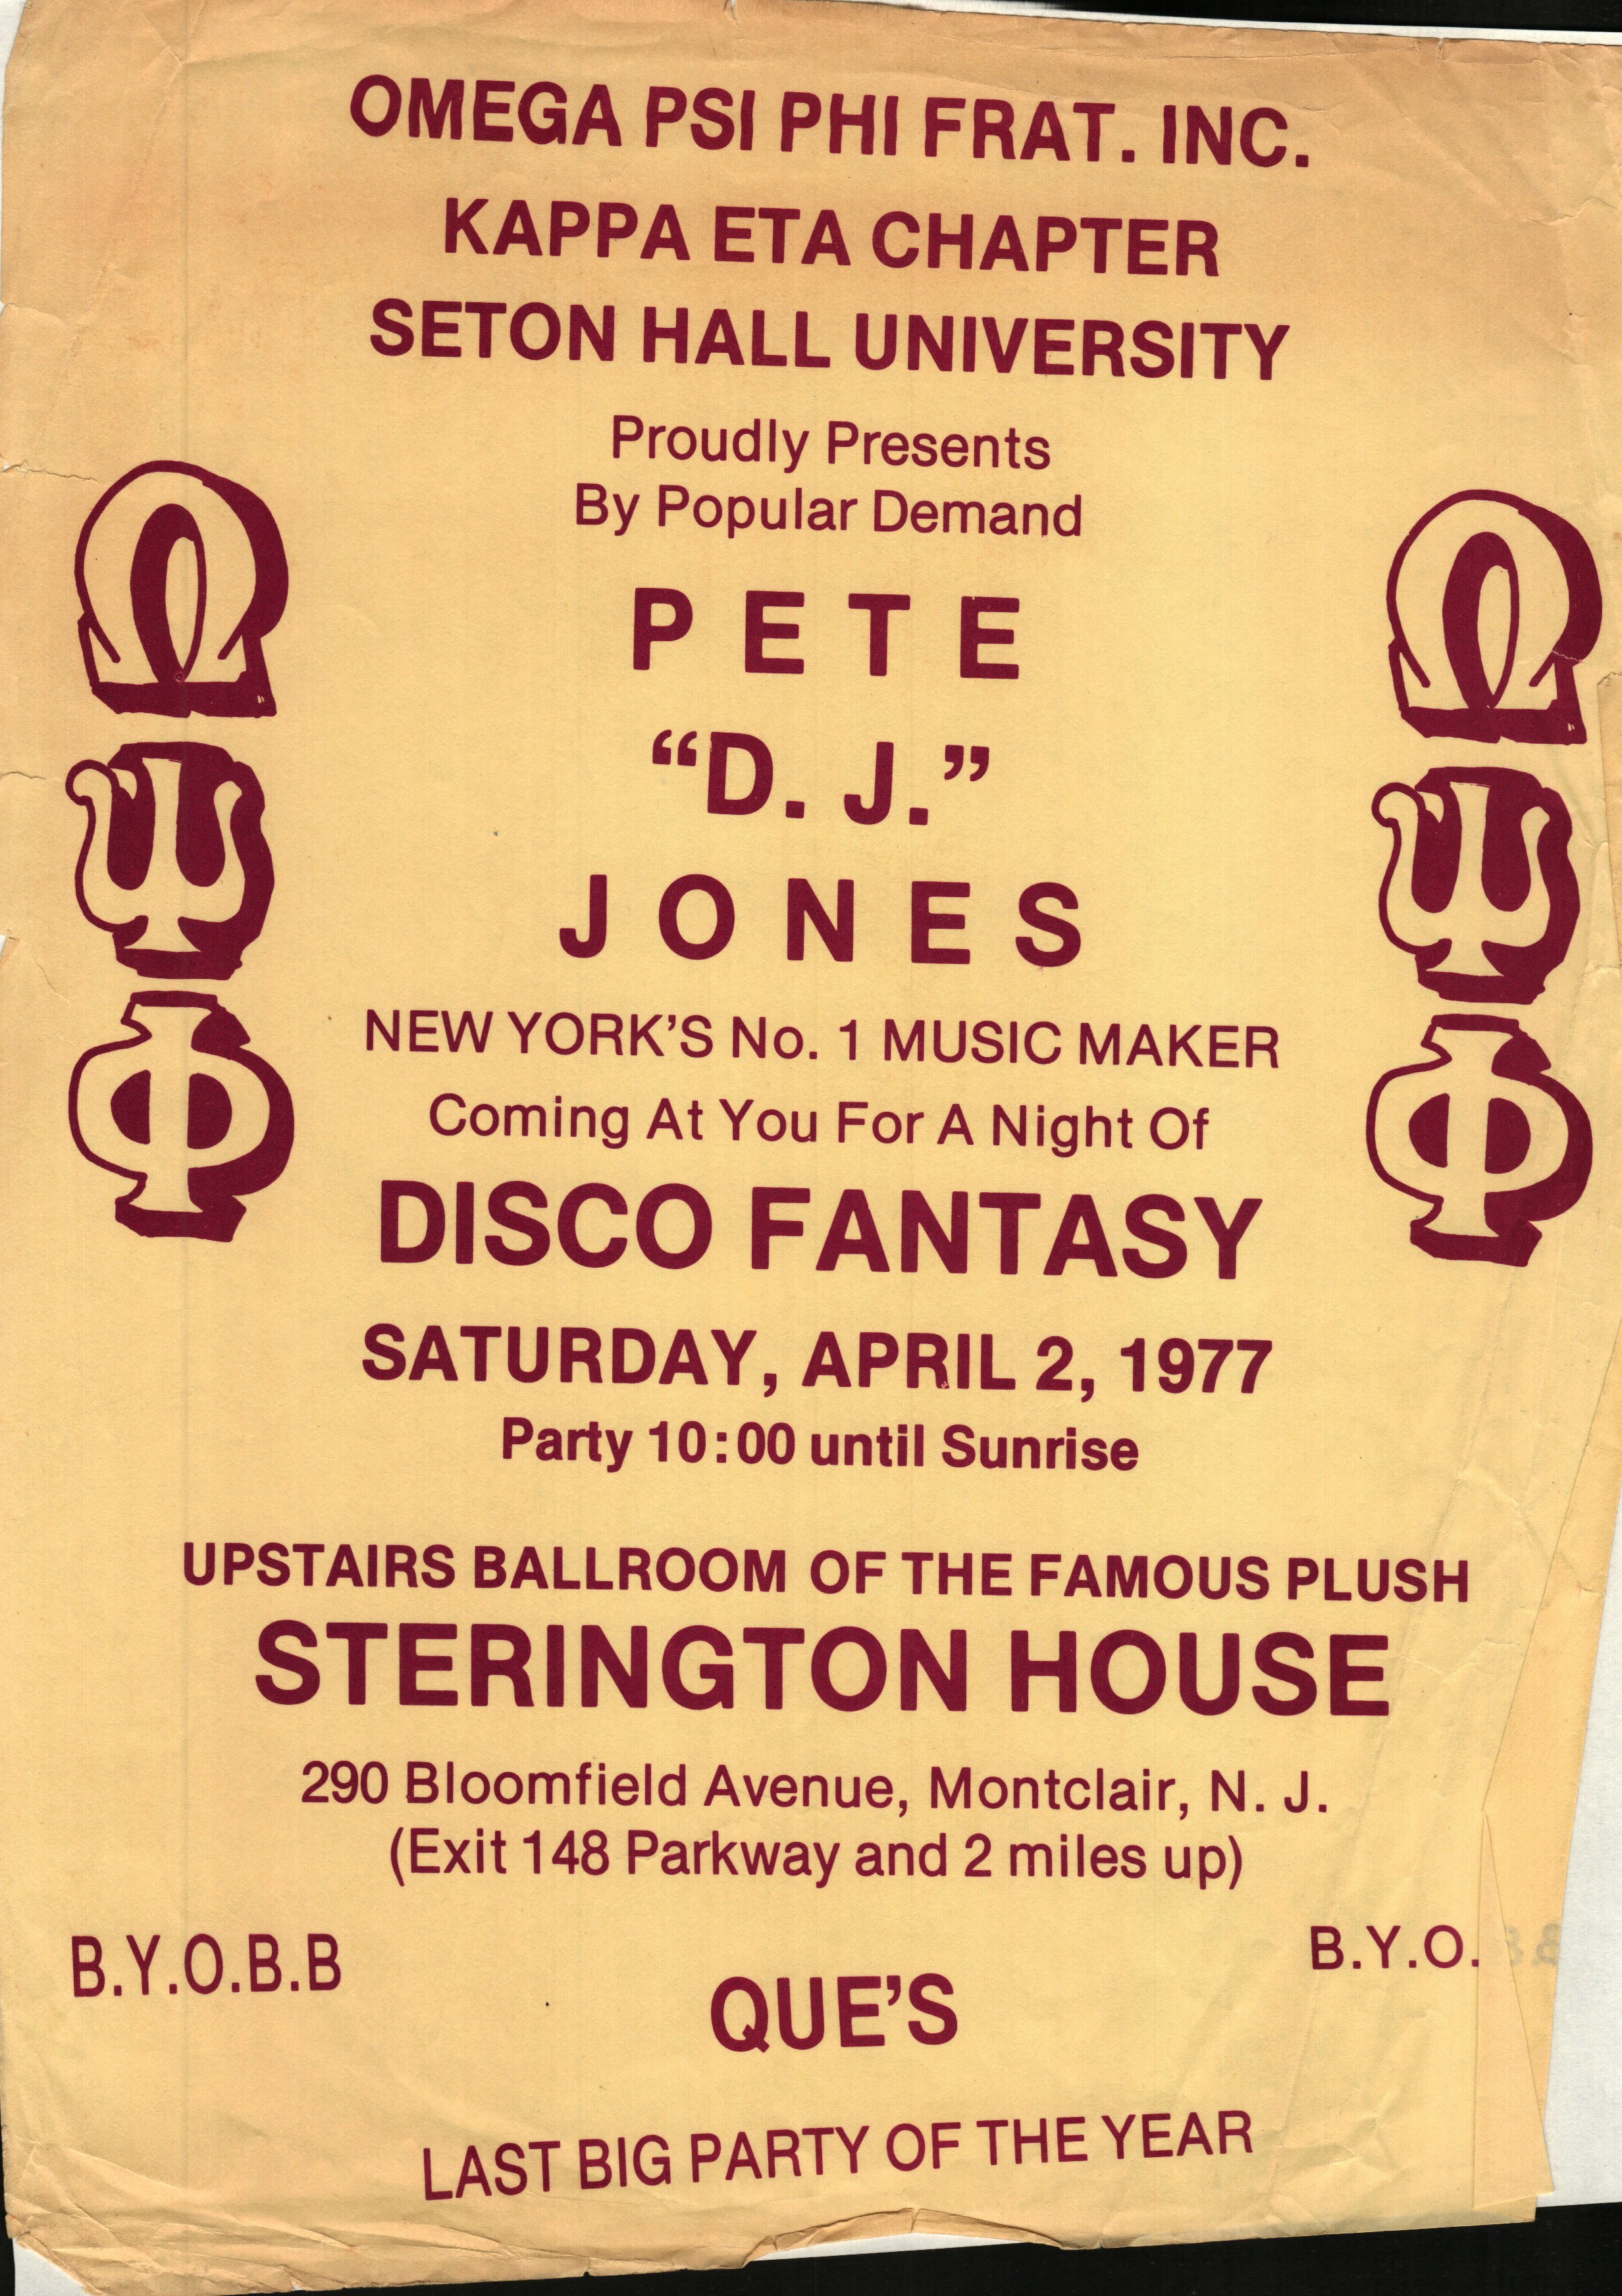 OMEGA PSI PHI FRAT. INC.
KAPPA ETA CHAPTER
SETON HALL UNIVERSITY
Proudly Presents
By Popular Demand
PETE
“D. J.”
JONES
NEW YORK’S No. 1 MUSIC MAKER
Coming At You For A Night Of
DISCO FANTASY
SATURDAY, APRIL 2, 1977
Party 10:00 until Sunrise
UPSTAIRS BALLROOM OF THE FAMOUS PLUSH
STERINGTON HOUSE
290 Bloomfield Avenue, Montclair, N. J.
(Exit 148 Parkway and 2 miles up)
B.Y.O.B.B
B.Y.O.
QUE’S
LAST BIG PARTY OF THE YEAR
Ω
Ψ
Φ
Ω
Ψ
Φ